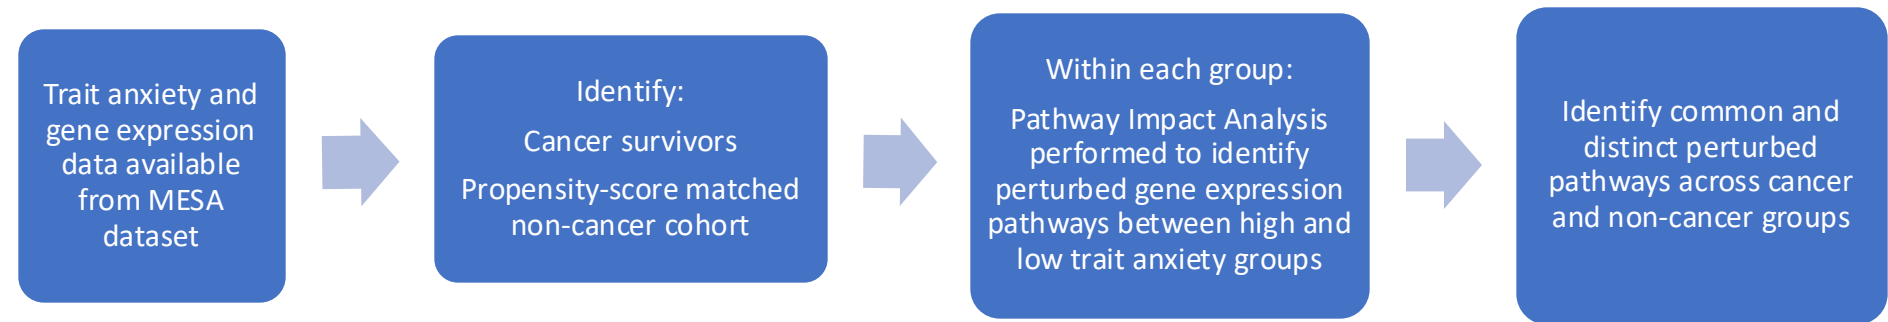 Trait anxiety and
gene expression
data available
from MESA
dataset
Identify:
Cancer survivors
Propensity-score matched
non-cancer cohort
Within each group:
Pathway Impact Analysis
performed to identify
perturbed gene expression
pathways between high and
low trait anxiety groups
Identify common and
distinct perturbed
pathways across cancer
and non-cancer groups